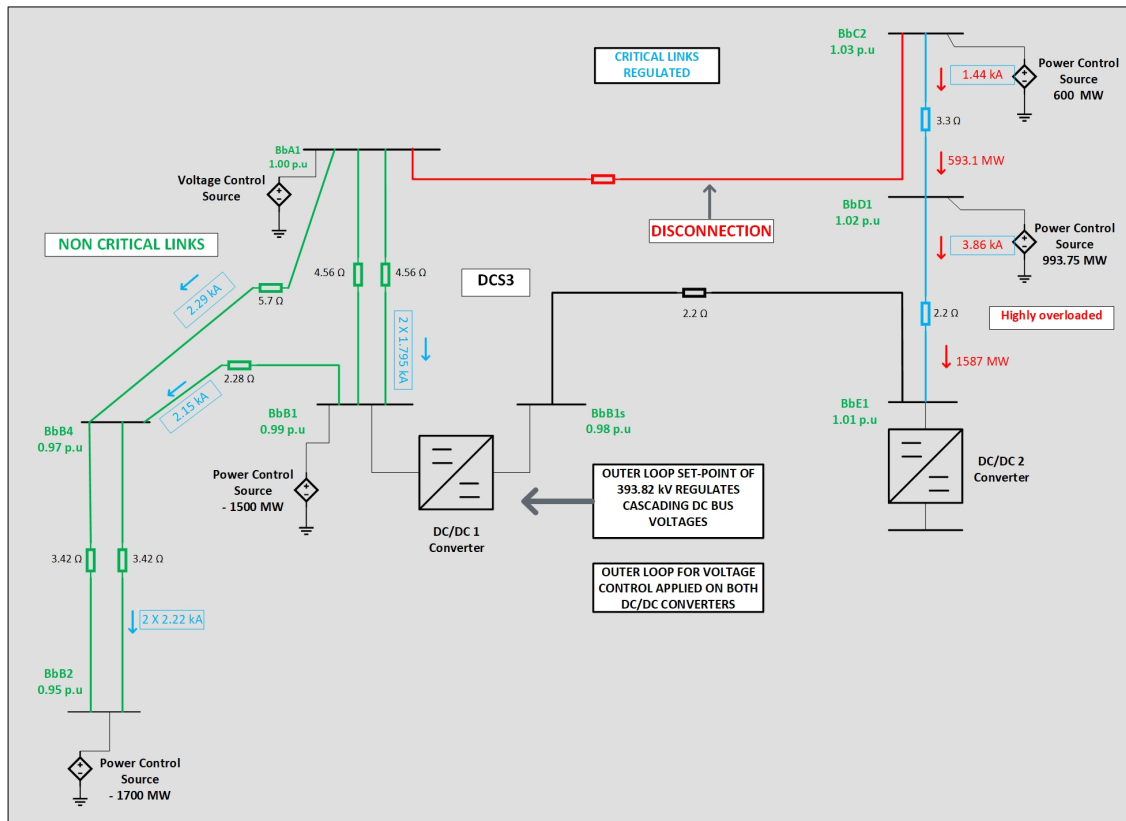 BbC2
1.03 p.u
CRITICAL LINKS
REGULATED
1.44 kA
Power Control
Source
600 MW
3.3 Ω
BbA1
1.00 p.u
593.1 MW
Voltage Control
Source
BbD1
1.02 p.u
DISCONNECTION
NON CRITICAL LINKS
3.86 kA
Power Control
Source
993.75 MW
4.56 Ω
4.56 Ω
DCS3
2.29 kA
5.7 Ω
2.2 Ω
2.2 Ω
Highly overloaded
2 X 1.795 kA
1587 MW
2.28 Ω
2.15 kA
BbB1
0.99 p.u
BbB1s
0.98 p.u
BbE1
1.01 p.u
BbB4
0.97 p.u
Power Control
Source
- 1500 MW
DC/DC 1
Converter
OUTER LOOP SET-POINT OF
393.82 kV REGULATES
CASCADING DC BUS
VOLTAGES
DC/DC 2
Converter
3.42 Ω
3.42 Ω
OUTER LOOP FOR VOLTAGE
CONTROL APPLIED ON BOTH
DC/DC CONVERTERS
2 X 2.22 kA
BbB2
0.95 p.u
Power Control
Source
- 1700 MW